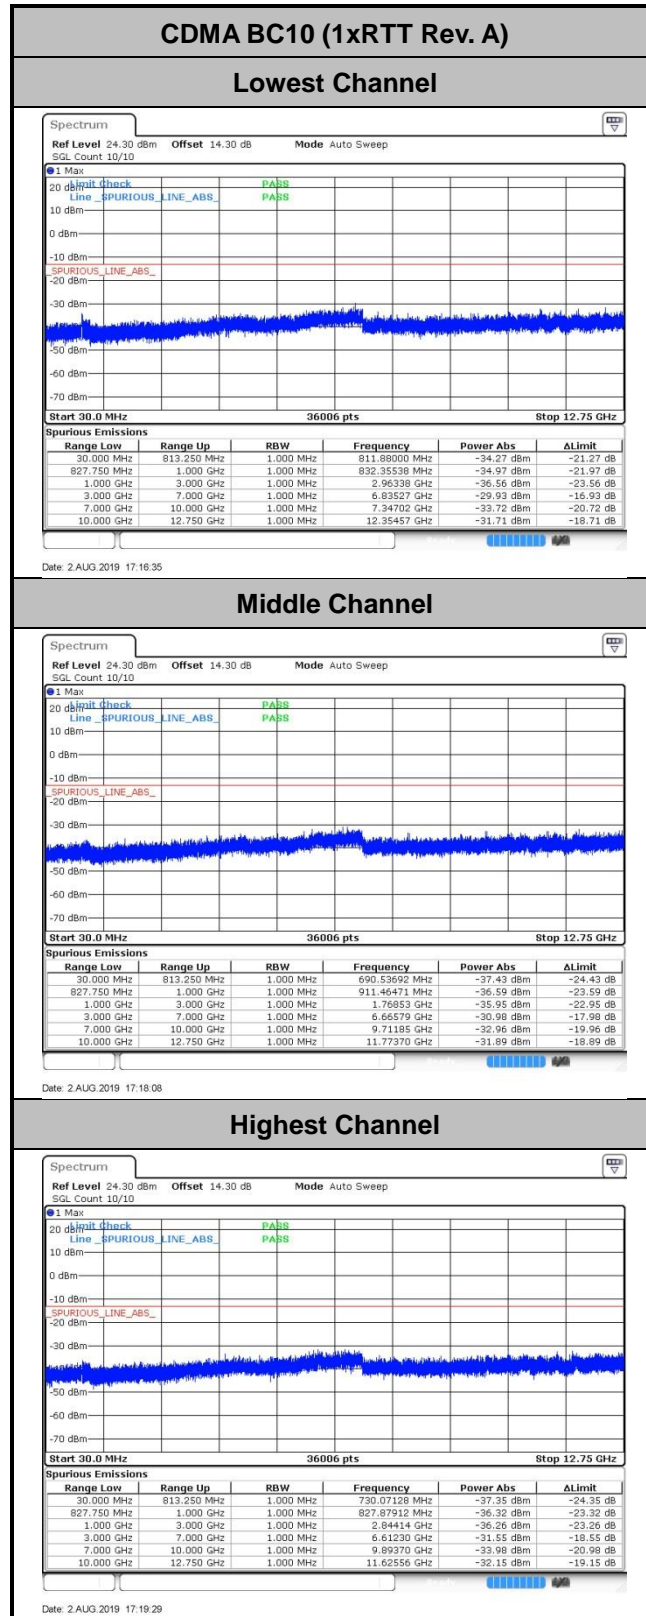 CDMA BC10 (1xRTT Rev. A)
Lowest Channel
Spectrum
Ref Level 24.30 dBm Offset 14.30 dB Mode Auto Sweep
SGL Count 10/10
1 Max
20 dBm Limit Check PASS
Line _SPURIOUS_LINE_ABS_ PASS
10 dBm
0 dBm
-10 dBm
_SPURIOUS_LINE_ABS_
-20 dBm
-30 dBm
-50 dBm
-60 dBm
-70 dBm
Start 30.0 MHz 36006 pts Stop 12.75 GHz
Spurious Emissions
Range Low Range Up RBW Frequency Power Abs ΔLimit
30.000 MHz 813.250 MHz 1.000 MHz 811.88000 MHz -34.27 dBm -21.27 dB
827.750 MHz 1.000 GHz 1.000 MHz 832.35538 MHz -34.97 dBm -21.97 dB
1.000 GHz 3.000 GHz 1.000 MHz 2.96338 GHz -36.56 dBm -23.56 dB
3.000 GHz 7.000 GHz 1.000 MHz 6.83527 GHz -29.93 dBm -16.93 dB
7.000 GHz 10.000 GHz 1.000 MHz 7.34702 GHz -33.72 dBm -20.72 dB
10.000 GHz 12.750 GHz 1.000 MHz 12.35457 GHz -31.71 dBm -18.71 dB
Date: 2.AUG.2019 17:16:35
Middle Channel
Spectrum
Ref Level 24.30 dBm Offset 14.30 dB Mode Auto Sweep
SGL Count 10/10
1 Max
20 dBm Limit Check PASS
Line _SPURIOUS_LINE_ABS_ PASS
10 dBm
0 dBm
-10 dBm
_SPURIOUS_LINE_ABS_
-20 dBm
-30 dBm
-50 dBm
-60 dBm
-70 dBm
Start 30.0 MHz 36006 pts Stop 12.75 GHz
Spurious Emissions
Range Low Range Up RBW Frequency Power Abs ΔLimit
30.000 MHz 813.250 MHz 1.000 MHz 690.53692 MHz -37.43 dBm -24.43 dB
827.750 MHz 1.000 GHz 1.000 MHz 911.46471 MHz -36.59 dBm -23.59 dB
1.000 GHz 3.000 GHz 1.000 MHz 1.76853 GHz -35.95 dBm -22.95 dB
3.000 GHz 7.000 GHz 1.000 MHz 6.66579 GHz -30.98 dBm -17.98 dB
7.000 GHz 10.000 GHz 1.000 MHz 9.71185 GHz -32.96 dBm -19.96 dB
10.000 GHz 12.750 GHz 1.000 MHz 11.77370 GHz -31.89 dBm -18.89 dB
Date: 2.AUG.2019 17:18:08
Highest Channel
Spectrum
Ref Level 24.30 dBm Offset 14.30 dB Mode Auto Sweep
SGL Count 10/10
1 Max
20 dBm Limit Check PASS
Line _SPURIOUS_LINE_ABS_ PASS
10 dBm
0 dBm
-10 dBm
_SPURIOUS_LINE_ABS_
-20 dBm
-30 dBm
-50 dBm
-60 dBm
-70 dBm
Start 30.0 MHz 36006 pts Stop 12.75 GHz
Spurious Emissions
Range Low Range Up RBW Frequency Power Abs ΔLimit
30.000 MHz 813.250 MHz 1.000 MHz 730.07128 MHz -37.35 dBm -24.35 dB
827.750 MHz 1.000 GHz 1.000 MHz 827.87912 MHz -36.32 dBm -23.32 dB
1.000 GHz 3.000 GHz 1.000 MHz 2.84414 GHz -36.26 dBm -23.26 dB
3.000 GHz 7.000 GHz 1.000 MHz 6.61230 GHz -31.55 dBm -18.55 dB
7.000 GHz 10.000 GHz 1.000 MHz 9.89370 GHz -33.98 dBm -20.98 dB
10.000 GHz 12.750 GHz 1.000 MHz 11.62556 GHz -32.15 dBm -19.15 dB
Date: 2.AUG.2019 17:19:29